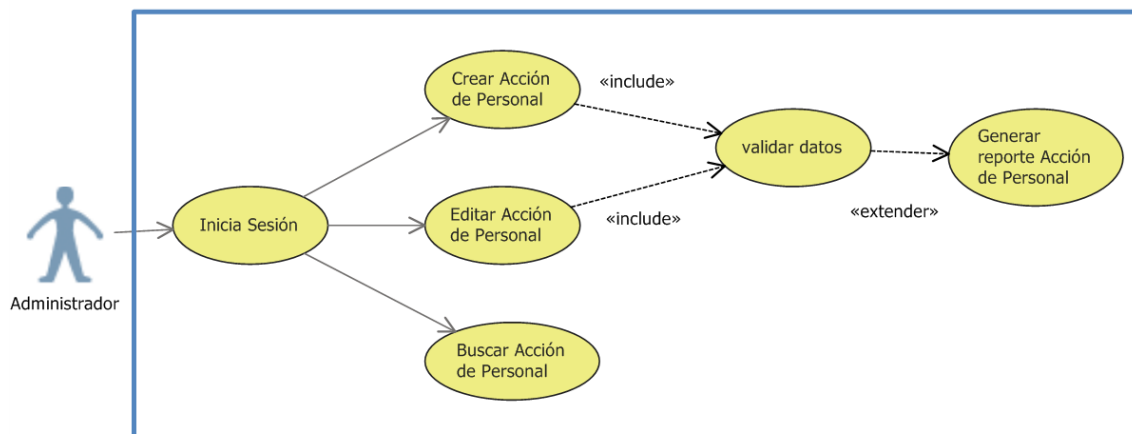 Crear Acción
de Personal
«include»
validar datos
Generar
reporte Acción
de Personal
«extender»
Inicia Sesión
Editar Acción
de Personal
«include»
Administrador
Buscar Acción
de Personal